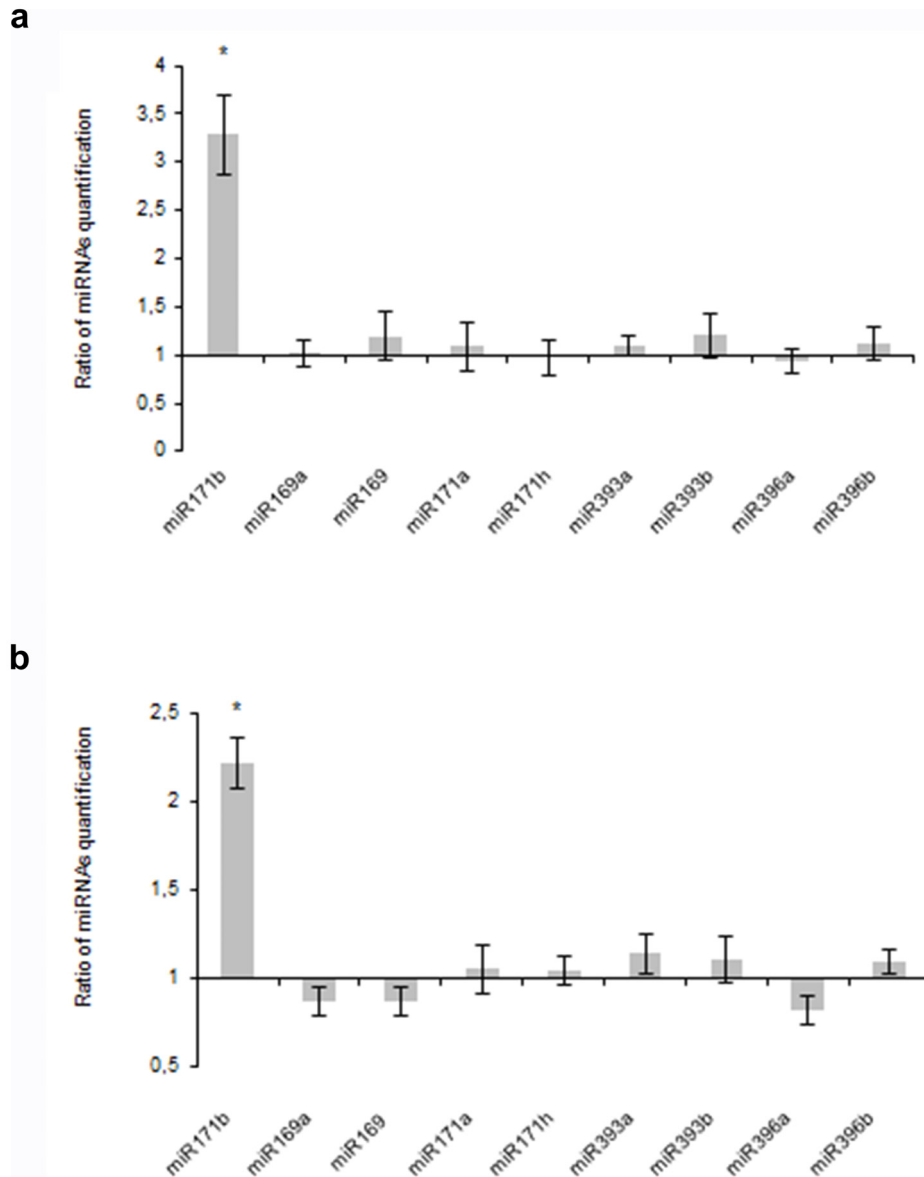 a
*
4
3,5
3
2,5
2
1,5
1
0,5
0
Ratio of miRNAs quantification
miR171b
miR169a
miR169
miR171a
miR171h
miR393a
miR393b
miR396a
miR396b
b
*
2,5
2
1,5
1
0,5
Ratio of miRNAs quantification
miR171b
miR169a
miR169
miR171a
miR171h
miR393a
miR393b
miR396a
miR396b